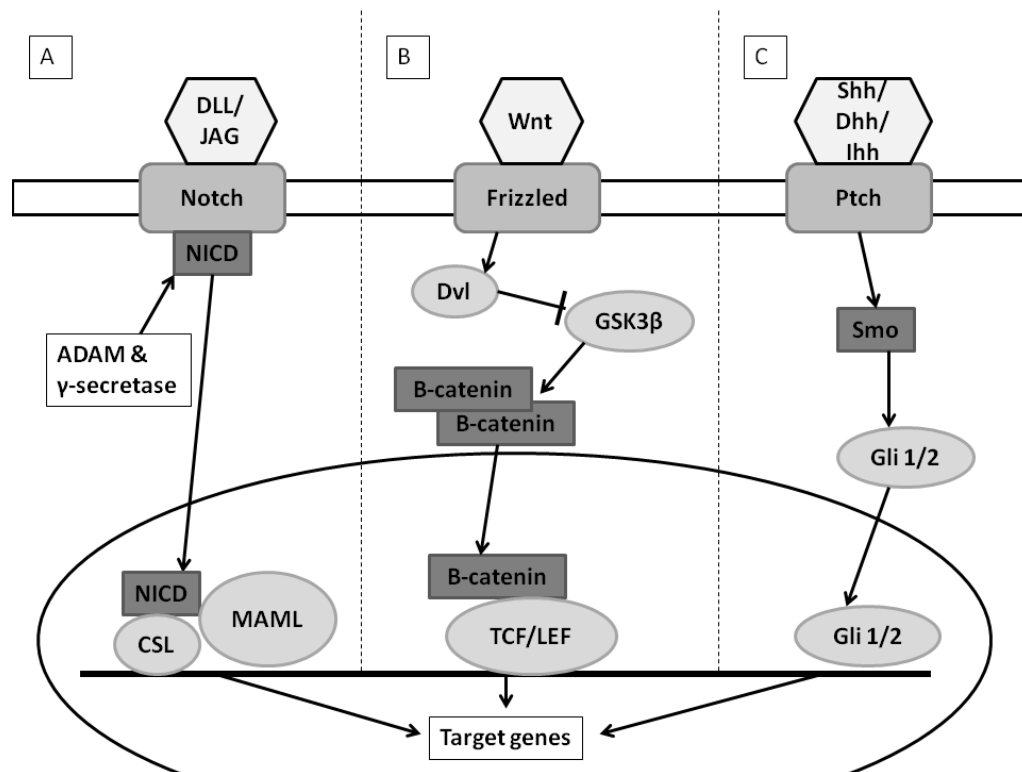 A
DLL/
JAG
Notch
NICD
ADAM &
γ-secretase
NICD
MAML
CSL
B
Wnt
Frizzled
Dvl
GSK3β
B-catenin
B-catenin
B-catenin
TCF/LEF
C
Shh/
Dhh/
Ihh
Ptch
Smo
Gli 1/2
Gli 1/2
Target genes